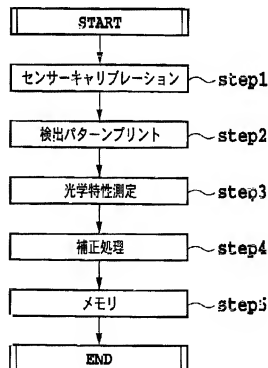 START
センサーキャリブレーション step1
検出パターンプリント step2
光学特性測定 step3
補正処理 step4
メモリ step5
END